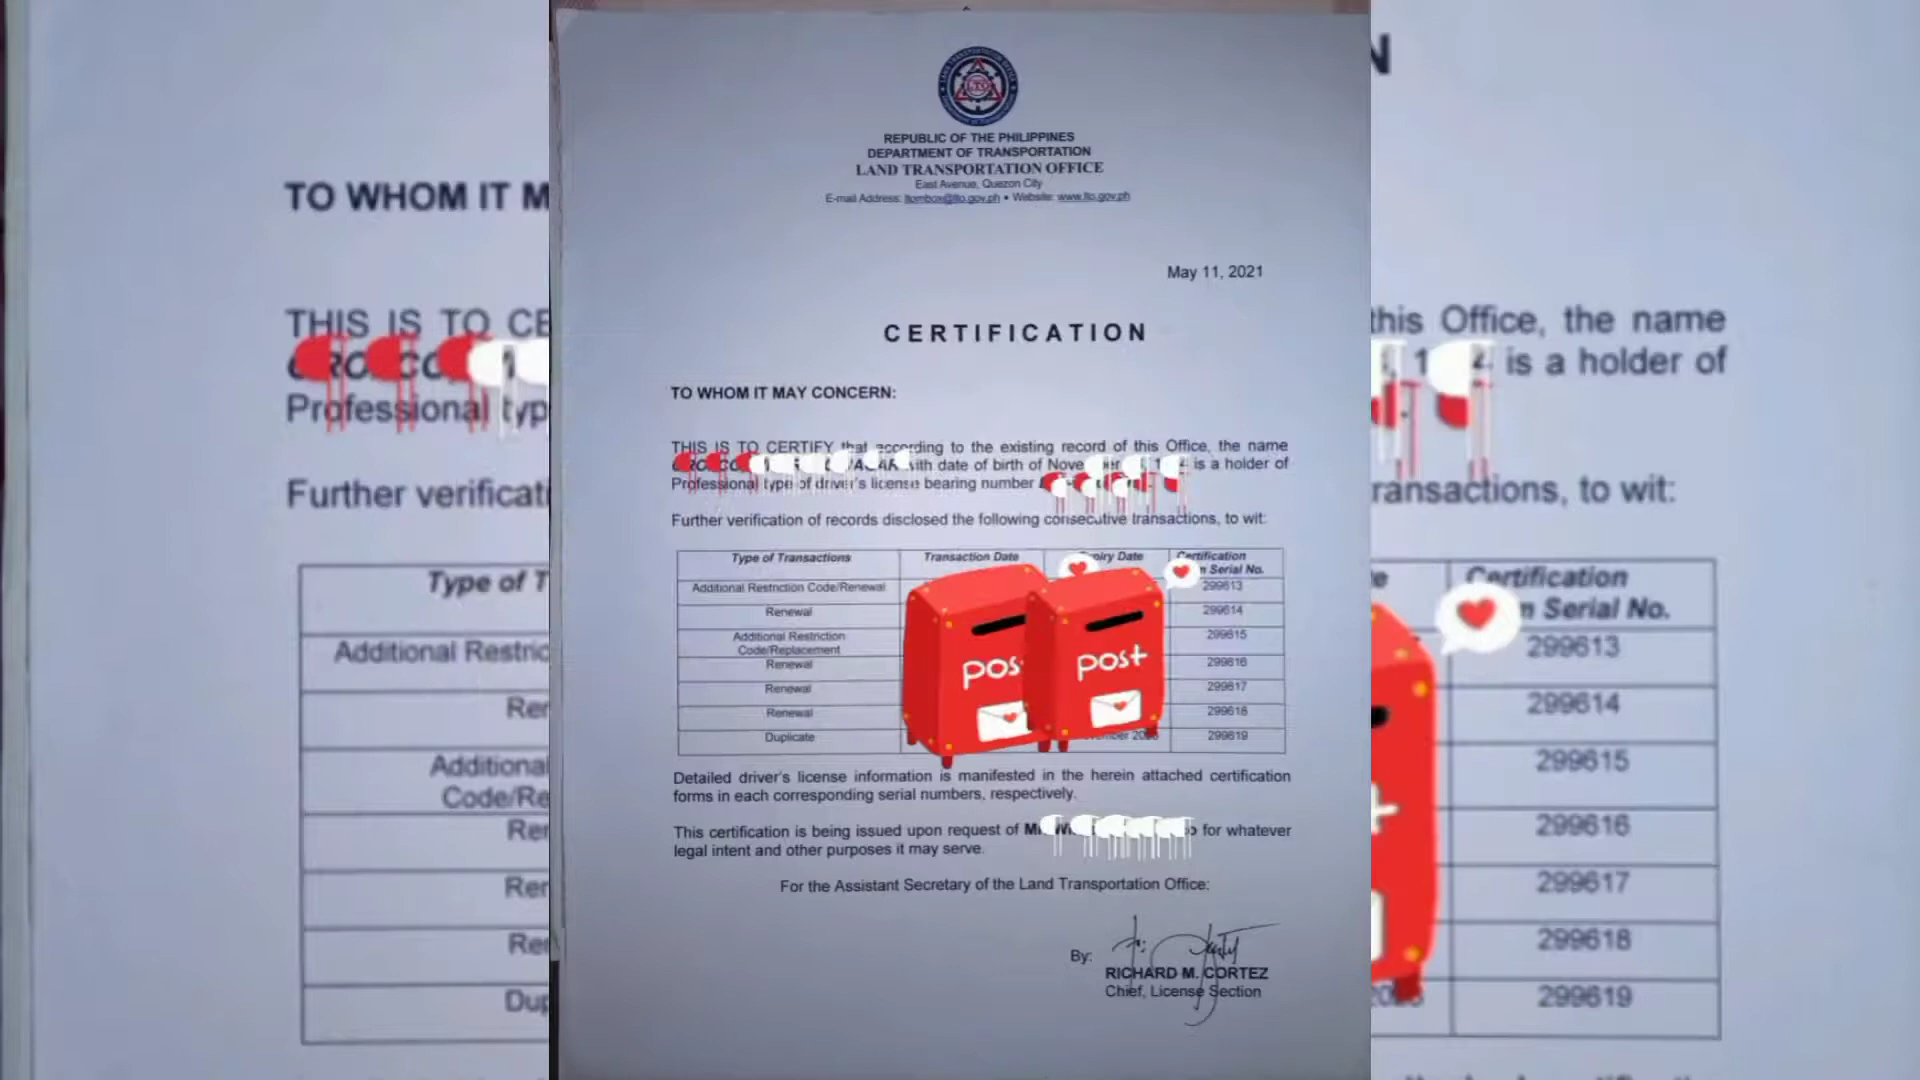 LTO
REPUBLIC OF THE PHILIPPINES
DEPARTMENT OF TRANSPORTATION
LAND TRANSPORTATION OFFICE
East Avenue, Quezon City
E-mail Address: ltombox@lto.gov.ph • Website: www.lto.gov.ph
May 11, 2021
CERTIFICATION
TO WHOM IT MAY CONCERN:
THIS IS TO CERTIFY that according to the existing record of this Office, the name
with date of birth of is a holder of
Professional type of driver's license bearing number
Further verification of records disclosed the following consecutive transactions, to wit:
Type of Transactions Transaction Date Expiry Date Certification
Serial No.
Additional Restriction Code/Renewal 299613
Renewal 299614
Additional Restriction 299615
Code/Replacement
Renewal 299616
Renewal 299617
Renewal 299618
Duplicate 299619
post
post
Detailed driver's license information is manifested in the herein attached certification
forms in each corresponding serial numbers, respectively.
This certification is being issued upon request of for whatever
legal intent and other purposes it may serve.
For the Assistant Secretary of the Land Transportation Office:
By:
RICHARD M. CORTEZ
Chief, License Section